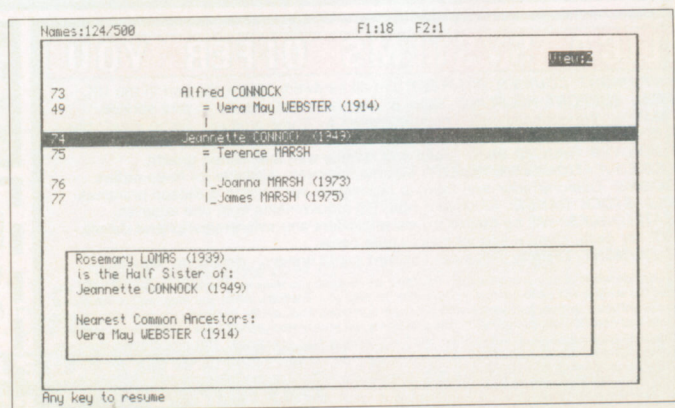 Names:124/500 F1:18 F2:1
View:2
73 Alfred CONNOCK
49 = Vera May WEBSTER (1914)
|
74 Jeannette CONNOCK (1949)
75 = Terence MARSH
|
76 |_Joanna MARSH (1973)
77 |_James MARSH (1975)
Rosemary LOMAS (1939)
is the Half Sister of:
Jeannette CONNOCK (1949)
Nearest Common Ancestors:
Vera May WEBSTER (1914)
Any key to resume